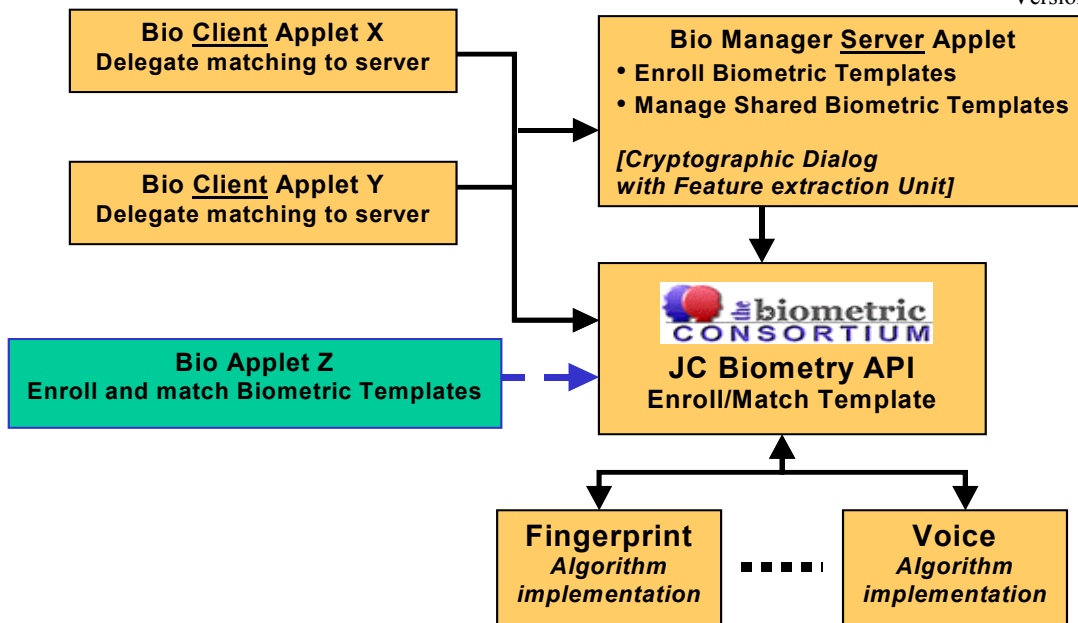 Version
Bio Client Applet X
Delegate matching to server
Bio Manager Server Applet
• Enroll Biometric Templates
• Manage Shared Biometric Templates
[Cryptographic Dialog
with Feature extraction Unit]
Bio Client Applet Y
Delegate matching to server
the biometric
CONSORTIUM
JC Biometry API
Enroll/Match Template
Bio Applet Z
Enroll and match Biometric Templates
Fingerprint
Algorithm
implementation
Voice
Algorithm
implementation